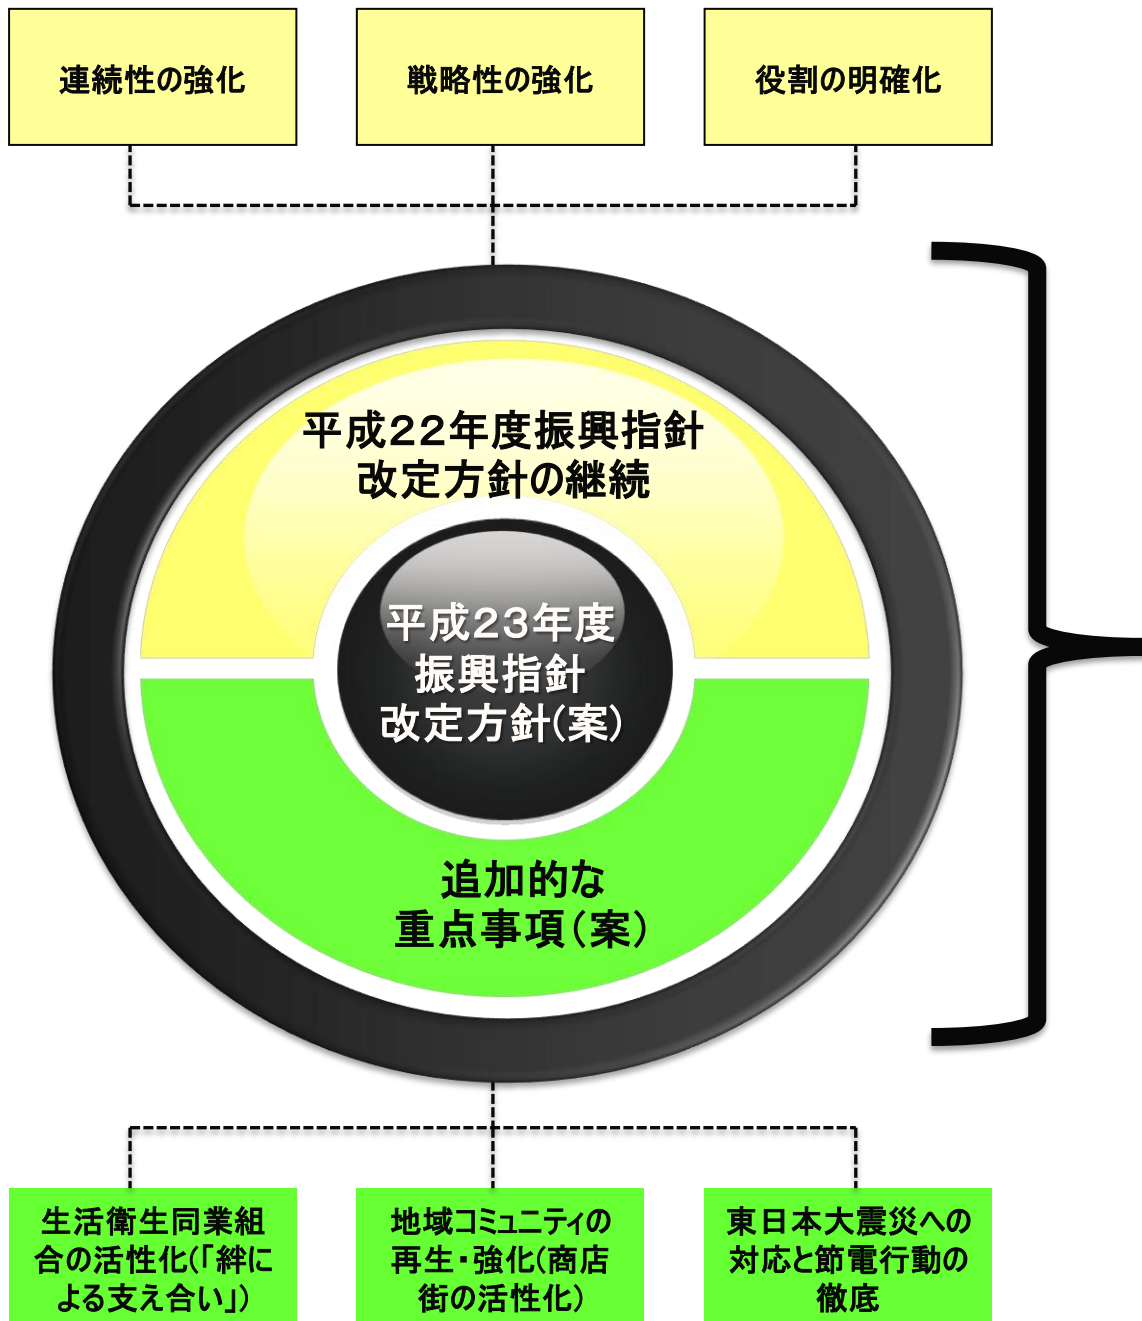 連続性の強化
戦略性の強化
役割の明確化
平成２２年度振興指針
改定方針の継続
平成２３年度
振興指針
改定方針(案)
追加的な
重点事項(案)
生活衛生同業組
合の活性化(「絆に
よる支え合い」)
地域コミュニティの
再生・強化(商店
街の活性化)
東日本大震災への
対応と節電行動の
徹底